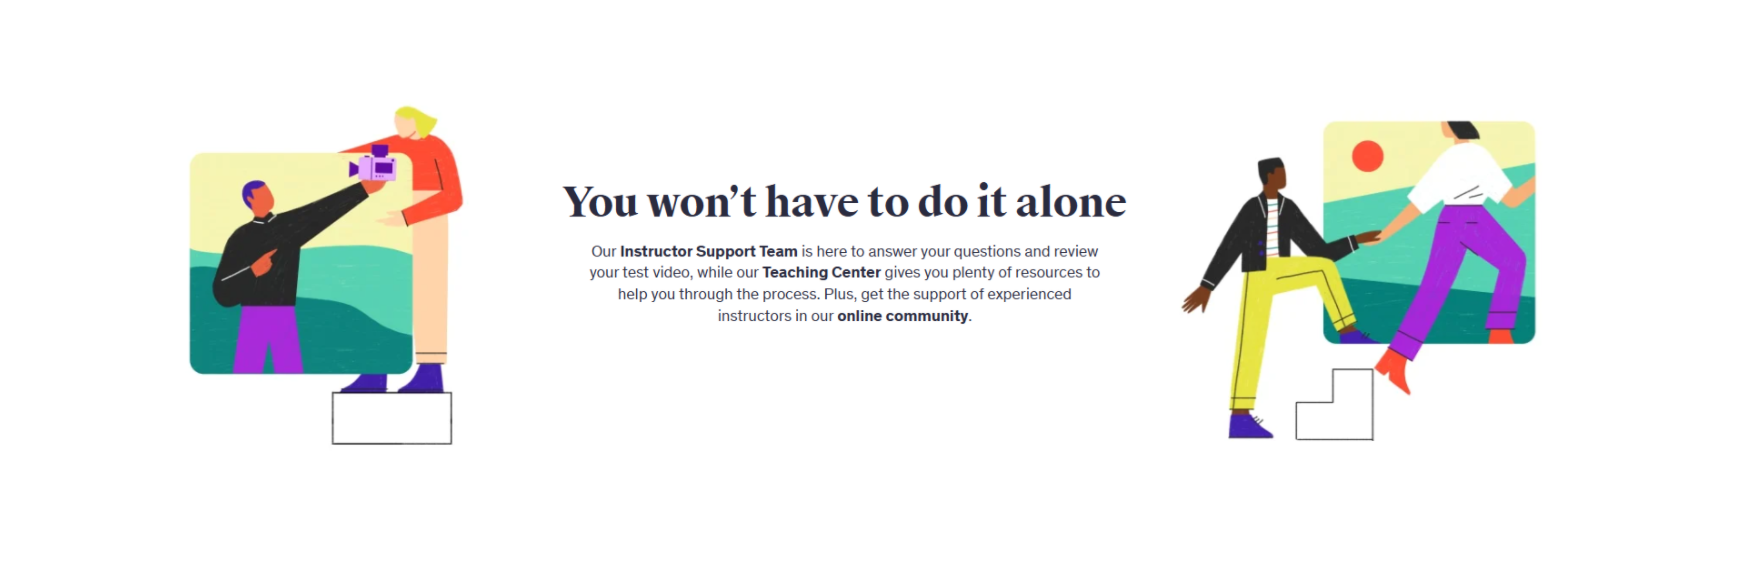 You won’t have to do it alone
Our Instructor Support Team is here to answer your questions and review
your test video, while our Teaching Center gives you plenty of resources to
help you through the process. Plus, get the support of experienced
instructors in our online community.